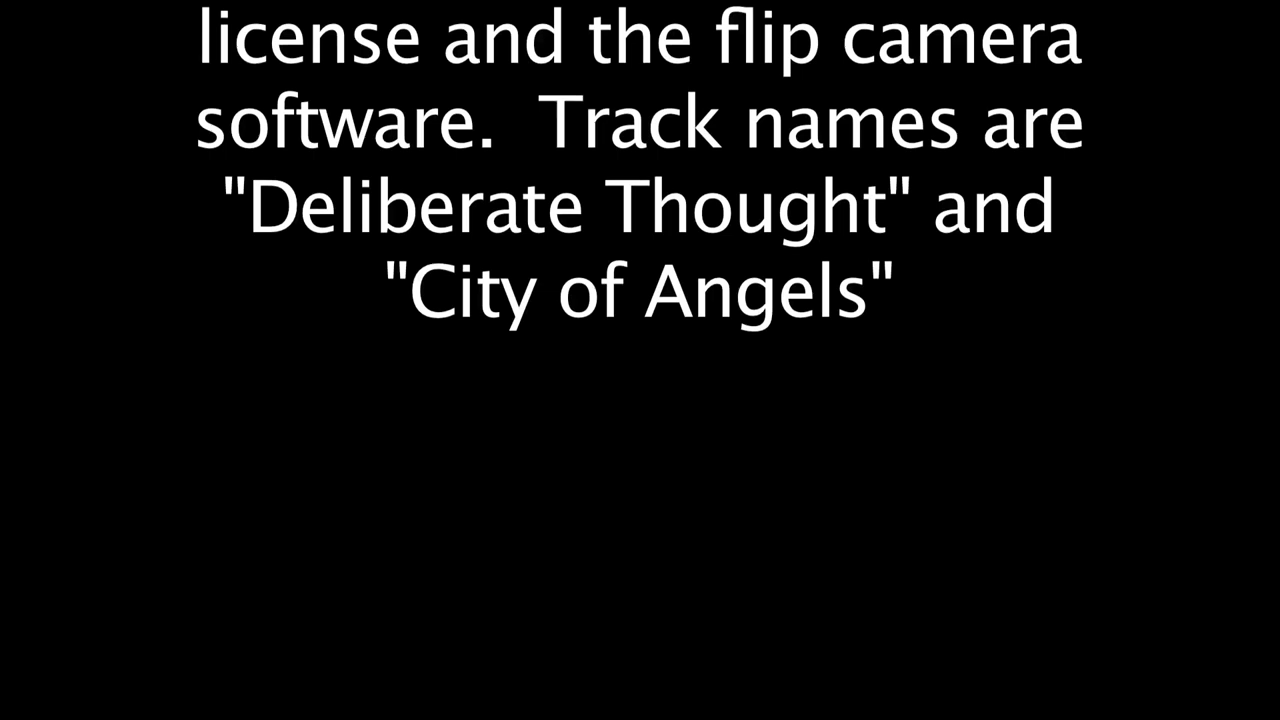 license and the flip camera
software.  Track names are
"Deliberate Thought" and
"City of Angels"